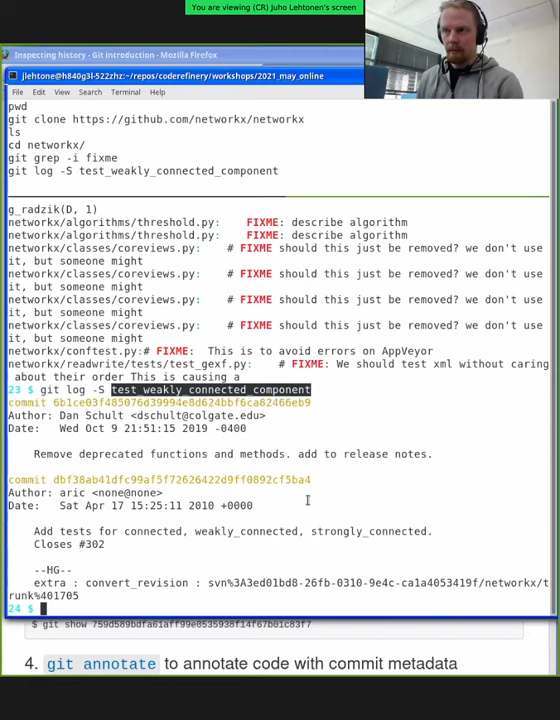 You are viewing (CR) Juho Lehtonen's screen
Inspecting history - Git introduction - Mozilla Firefox
jlehtone@h840g3l-522zhz:~/repos/coderefinery/workshops/2021_may_online
File Edit View Search Terminal Help
pwd
git clone https://github.com/networkx/networkx
ls
cd networkx/
git grep -i fixme
git log -S test_weakly_connected_component
g_radzik(D, 1)
networkx/algorithms/threshold.py:    FIXME: describe algorithm
networkx/algorithms/threshold.py:    FIXME: describe algorithm
networkx/classes/coreviews.py:    # FIXME should this just be removed? we don't use
it, but someone might
networkx/classes/coreviews.py:    # FIXME should this just be removed? we don't use
it, but someone might
networkx/classes/coreviews.py:    # FIXME should this just be removed? we don't use
it, but someone might
networkx/classes/coreviews.py:    # FIXME should this just be removed? we don't use
it, but someone might
networkx/conftest.py:# FIXME:  This is to avoid errors on AppVeyor
networkx/readwrite/tests/test_gexf.py:    # FIXME: We should test xml without caring
about their order This is causing a
23 $ git log -S test_weakly_connected_component
commit 6b1ce03f485076d39994e8d624bbf6ca82466eb9
Author: Dan Schult <dschult@colgate.edu>
Date:   Wed Oct 9 21:51:15 2019 -0400
Remove deprecated functions and methods. add to release notes.
commit dbf38ab41dfc99af5f72626422d9ff0892cf5ba4
Author: aric <none@none>
Date:   Sat Apr 17 15:25:11 2010 +0000
Add tests for connected, weakly_connected, strongly_connected.
Closes #302
--HG--
extra : convert_revision : svn%3A3ed01bd8-26fb-0310-9e4c-ca1a4053419f/networkx/t
runk%401705
24 $
$ git show 759d589bdfa61aff99e0535938f14f67b01c83f7
4. git annotate to annotate code with commit metadata